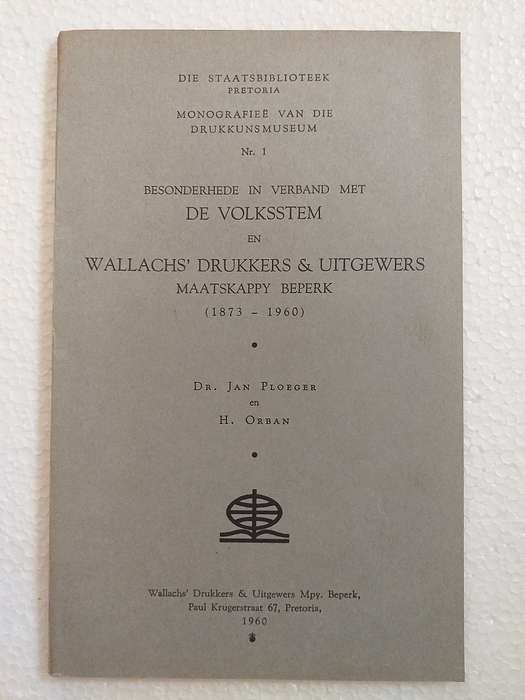 DIE STAATSBIBLIOTEEK
PRETORIA
MONOGRAFIEË VAN DIE
DRUKKUNSMUSEUM
Nr. 1
BESONDERHEDE IN VERBAND MET
DE VOLKSSTEM
EN
WALLACHS' DRUKKERS & UITGEWERS
MAATSKAPPY BEPERK
(1873 - 1960)
DR. JAN PLOEGER
en
H. ORBAN
Wallachs' Drukkers & Uitgewers Mpy. Beperk,
Paul Krugerstraat 67, Pretoria,
1960